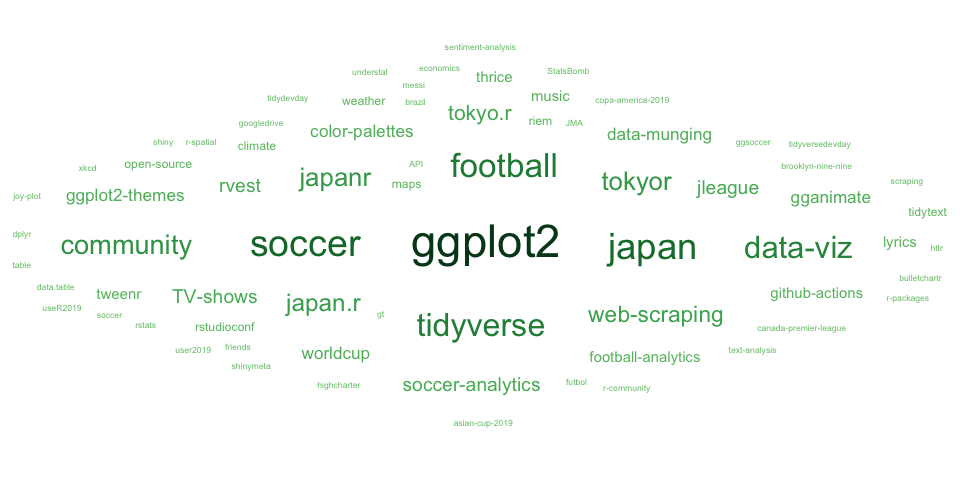 sentiment-analysis
economics
understat
thrice
StatsBomb
messi
tidydevday
weather
brazil
music
copa-america-2019
tokyo.r
riem
JMA
googledrive
color-palettes
data-munging
shiny
r-spatial
climate
ggsoccer
tidyversedevday
xkcd
open-source
API
football
brooklyn-nine-nine
joy-plot
ggplot2-themes
rvest
japanr
maps
tokyor
jleague
gganimate
scraping
tidytext
dplyr
community
soccer
ggplot2
japan
data-viz
lyrics
httr
table
bulletchartr
data.table
tweenr
TV-shows
japan.r
github-actions
r-packages
useR2019
soccer
rstats
rstudioconf
gt
tidyverse
web-scraping
canada-premier-league
user2019
friends
worldcup
football-analytics
text-analysis
shinymeta
highcharter
soccer-analytics
futbol
r-community
asian-cup-2019